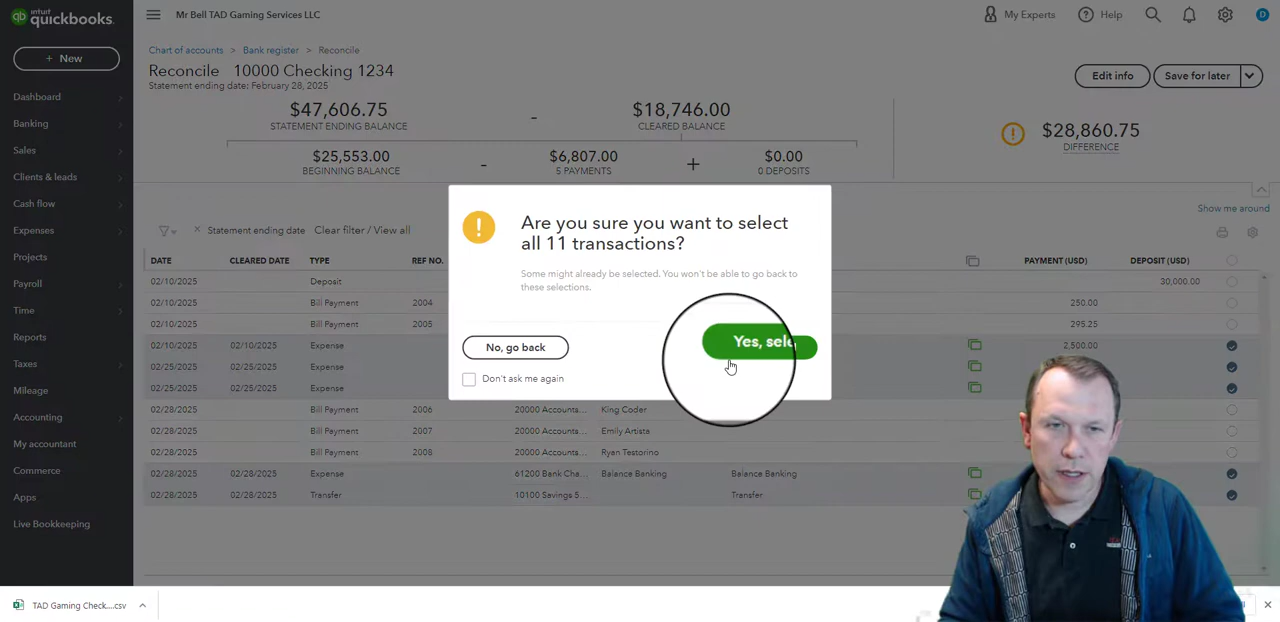 intuit
quickbooks.
Mr Bell TAD Gaming Services LLC
My Experts
Help
D
+ New
Dashboard
Banking
Sales
Clients & leads
Cash flow
Expenses
Projects
Payroll
Time
Reports
Taxes
Mileage
Accounting
My accountant
Commerce
Apps
Live Bookkeeping
Chart of accounts > Bank register > Reconcile
Reconcile 10000 Checking 1234
Statement ending date: February 28, 2025
Edit info
Save for later
$47,606.75 - $18,746.00
STATEMENT ENDING BALANCE CLEARED BALANCE
$28,860.75
DIFFERENCE
$25,553.00 - $6,807.00 + $0.00
BEGINNING BALANCE 5 PAYMENTS 0 DEPOSITS
Show me around
× Statement ending date Clear filter / View all
DATE CLEARED DATE TYPE REF NO. PAYMENT (USD) DEPOSIT (USD)
02/10/2025 Deposit 30,000.00
02/10/2025 Bill Payment 2004 250.00
02/10/2025 Bill Payment 2005 295.25
02/10/2025 02/10/2025 Expense 2,500.00
02/25/2025 02/25/2025 Expense
02/25/2025 02/25/2025 Expense
02/28/2025 Bill Payment 2006 20000 Accounts... King Coder
02/28/2025 Bill Payment 2007 20000 Accounts... Emily Artista
02/28/2025 Bill Payment 2008 20000 Accounts... Ryan Testorino
02/28/2025 02/28/2025 Expense 61200 Bank Cha... Balance Banking Balance Banking
02/28/2025 02/28/2025 Transfer 10100 Savings 5... Transfer
!
Are you sure you want to select
all 11 transactions?
Some might already be selected. You won't be able to go back to
these selections.
No, go back
Yes, sele
Don't ask me again
TAD Gaming Check....csv